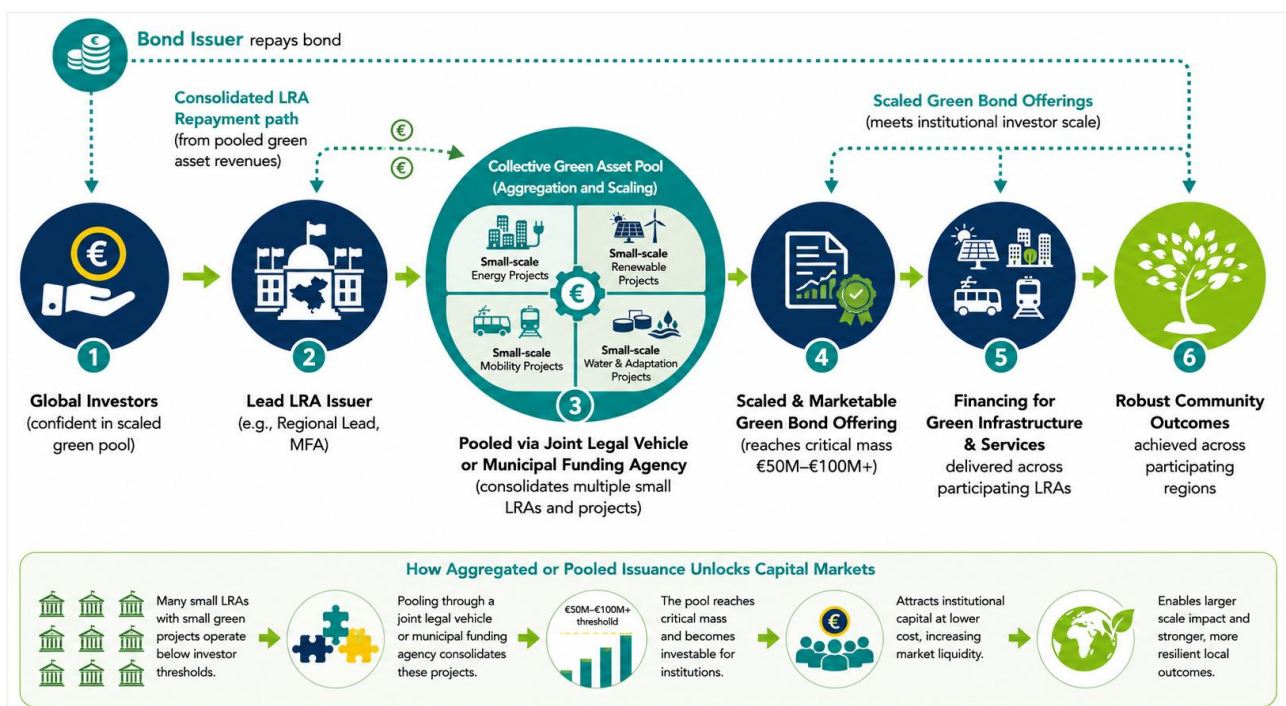 Bond Issuer repays bond
Consolidated LRA
Repayment path
(from pooled green
asset revenues)
€
€
Scaled Green Bond Offerings
(meets institutional investor scale)
Collective Green Asset Pool
(Aggregation and Scaling)
Small-scale
Energy Projects
Small-scale
Renewable
Projects
€
Small-scale
Mobility Projects
Small-scale
Water & Adaptation
Projects
€
€
1
Global Investors
(confident in scaled
green pool)
2
Lead LRA Issuer
(e.g., Regional Lead,
MFA)
3
Pooled via Joint Legal Vehicle
or Municipal Funding Agency
(consolidates multiple small
LRAs and projects)
4
Scaled & Marketable
Green Bond Offering
(reaches critical mass
€50M–€100M+)
5
Financing for
Green Infrastructure
& Services
delivered across
participating LRAs
6
Robust Community
Outcomes
achieved across
participating
regions
How Aggregated or Pooled Issuance Unlocks Capital Markets
Many small LRAs
with small green
projects operate
below investor
thresholds.
Pooling through a
joint legal vehicle
or municipal funding
agency consolidates
these projects.
€50M–€100M+
thresholld
The pool reaches
critical mass
and becomes
investable for
institutions.
€
Attracts institutional
capital at lower
cost, increasing
market liquidity.
Enables larger
scale impact and
stronger, more
resilient local
outcomes.